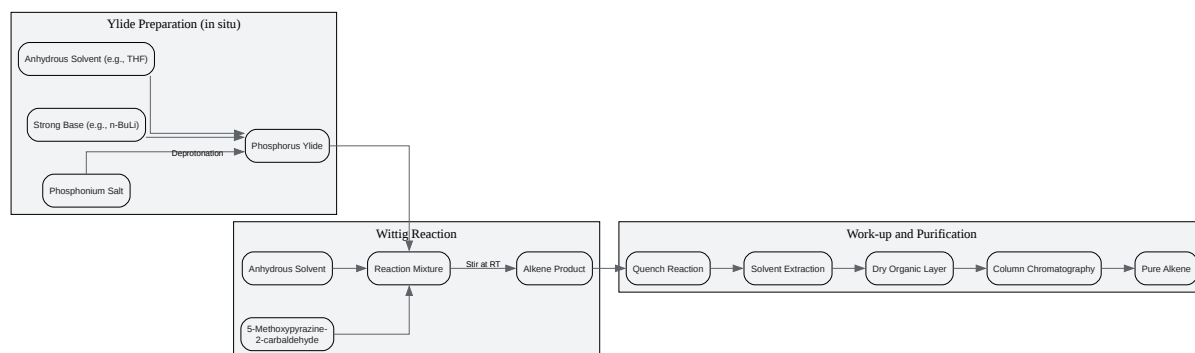 Ylide Preparation (in situ)
Anhydrous Solvent (e.g., THF)
Strong Base (e.g., n-BuLi)
Phosphonium Salt
Deprotonation
Phosphorus Ylide
Wittig Reaction
Anhydrous Solvent
5-Methoxypyrazine-
2-carbaldehyde
Reaction Mixture
Stir at RT
Alkene Product
Work-up and Purification
Quench Reaction
Solvent Extraction
Dry Organic Layer
Column Chromatography
Pure Alkene